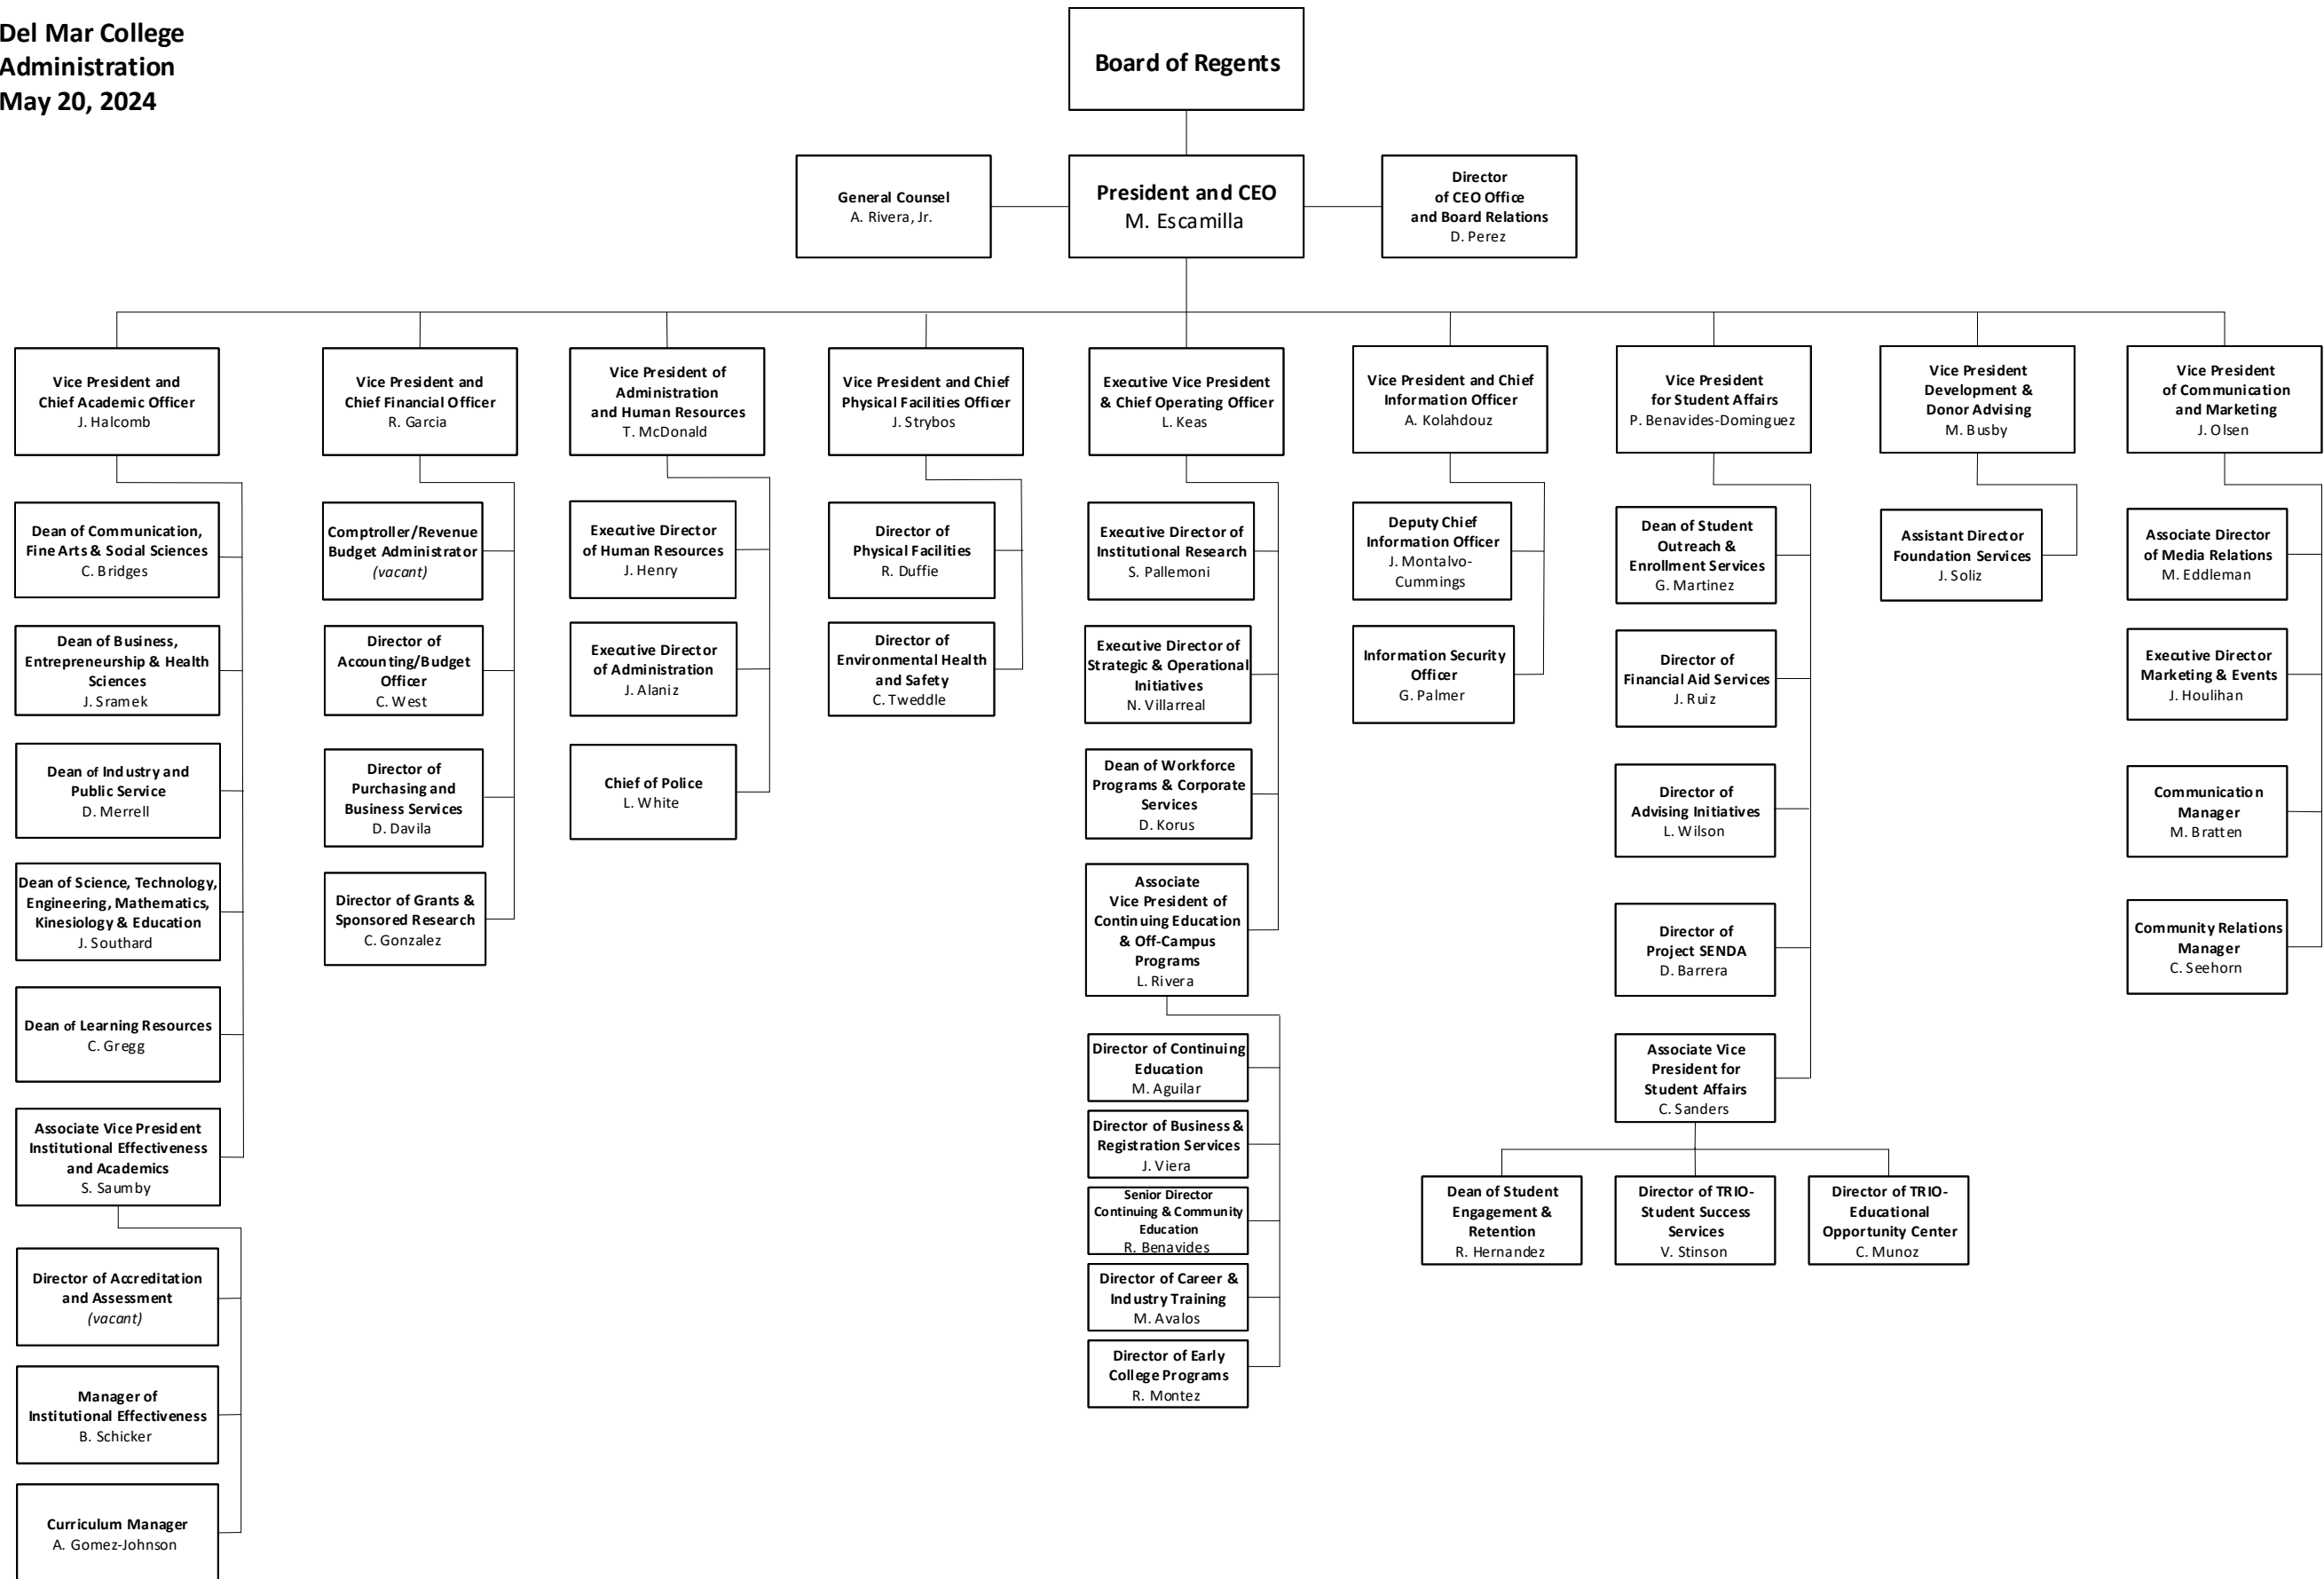 Del Mar College
Administration
May 20, 2024
Board of Regents
General Counsel
A. Rivera, Jr.
President and CEO
M. Escamilla
Director
of CEO Office
and Board Relations
D. Perez
Vice President and
Chief Academic Officer
J. Halcomb
Vice President and
Chief Financial Officer
R. Garcia
Vice President of
Administration
and Human Resources
T. McDonald
Vice President and Chief
Physical Facilities Officer
J. Strybos
Executive Vice President
& Chief Operating Officer
L. Keas
Vice President and Chief
Information Officer
A. Kolahdouz
Vice President
for Student Affairs
P. Benavides-Dominguez
Vice President
Development &
Donor Advising
M. Busby
Vice President
of Communication
and Marketing
J. Olsen
Dean of Communication,
Fine Arts & Social Sciences
C. Bridges
Dean of Business,
Entrepreneurship & Health
Sciences
J. Sramek
Dean of Industry and
Public Service
D. Merrell
Dean of Science, Technology,
Engineering, Mathematics,
Kinesiology & Education
J. Southard
Dean of Learning Resources
C. Gregg
Associate Vice President
Institutional Effectiveness
and Academics
S. Saumby
Director of Accreditation
and Assessment
(vacant)
Manager of
Institutional Effectiveness
B. Schicker
Curriculum Manager
A. Gomez-Johnson
Comptroller/Revenue
Budget Administrator
(vacant)
Director of
Accounting/Budget
Officer
C. West
Director of
Purchasing and
Business Services
D. Davila
Director of Grants &
Sponsored Research
C. Gonzalez
Executive Director
of Human Resources
J. Henry
Executive Director
of Administration
J. Alaniz
Chief of Police
L. White
Director of
Physical Facilities
R. Duffie
Director of
Environmental Health
and Safety
C. Tweddle
Executive Director of
Institutional Research
S. Pallemoni
Executive Director of
Strategic & Operational
Initiatives
N. Villarreal
Dean of Workforce
Programs & Corporate
Services
D. Korus
Associate
Vice President of
Continuing Education
& Off-Campus
Programs
L. Rivera
Director of Continuing
Education
M. Aguilar
Director of Business &
Registration Services
J. Viera
Senior Director
Continuing & Community
Education
R. Benavides
Director of Career &
Industry Training
M. Avalos
Director of Early
College Programs
R. Montez
Deputy Chief
Information Officer
J. Montalvo-
Cummings
Information Security
Officer
G. Palmer
Dean of Student
Outreach &
Enrollment Services
G. Martinez
Director of
Financial Aid Services
J. Ruiz
Director of
Advising Initiatives
L. Wilson
Director of
Project SENDA
D. Barrera
Associate Vice
President for
Student Affairs
C. Sanders
Dean of Student
Engagement &
Retention
R. Hernandez
Director of TRIO-
Student Success
Services
V. Stinson
Director of TRIO-
Educational
Opportunity Center
C. Munoz
Assistant Director
Foundation Services
J. Soliz
Associate Director
of Media Relations
M. Eddleman
Executive Director
Marketing & Events
J. Houlihan
Communication
Manager
M. Bratten
Community Relations
Manager
C. Seehorn